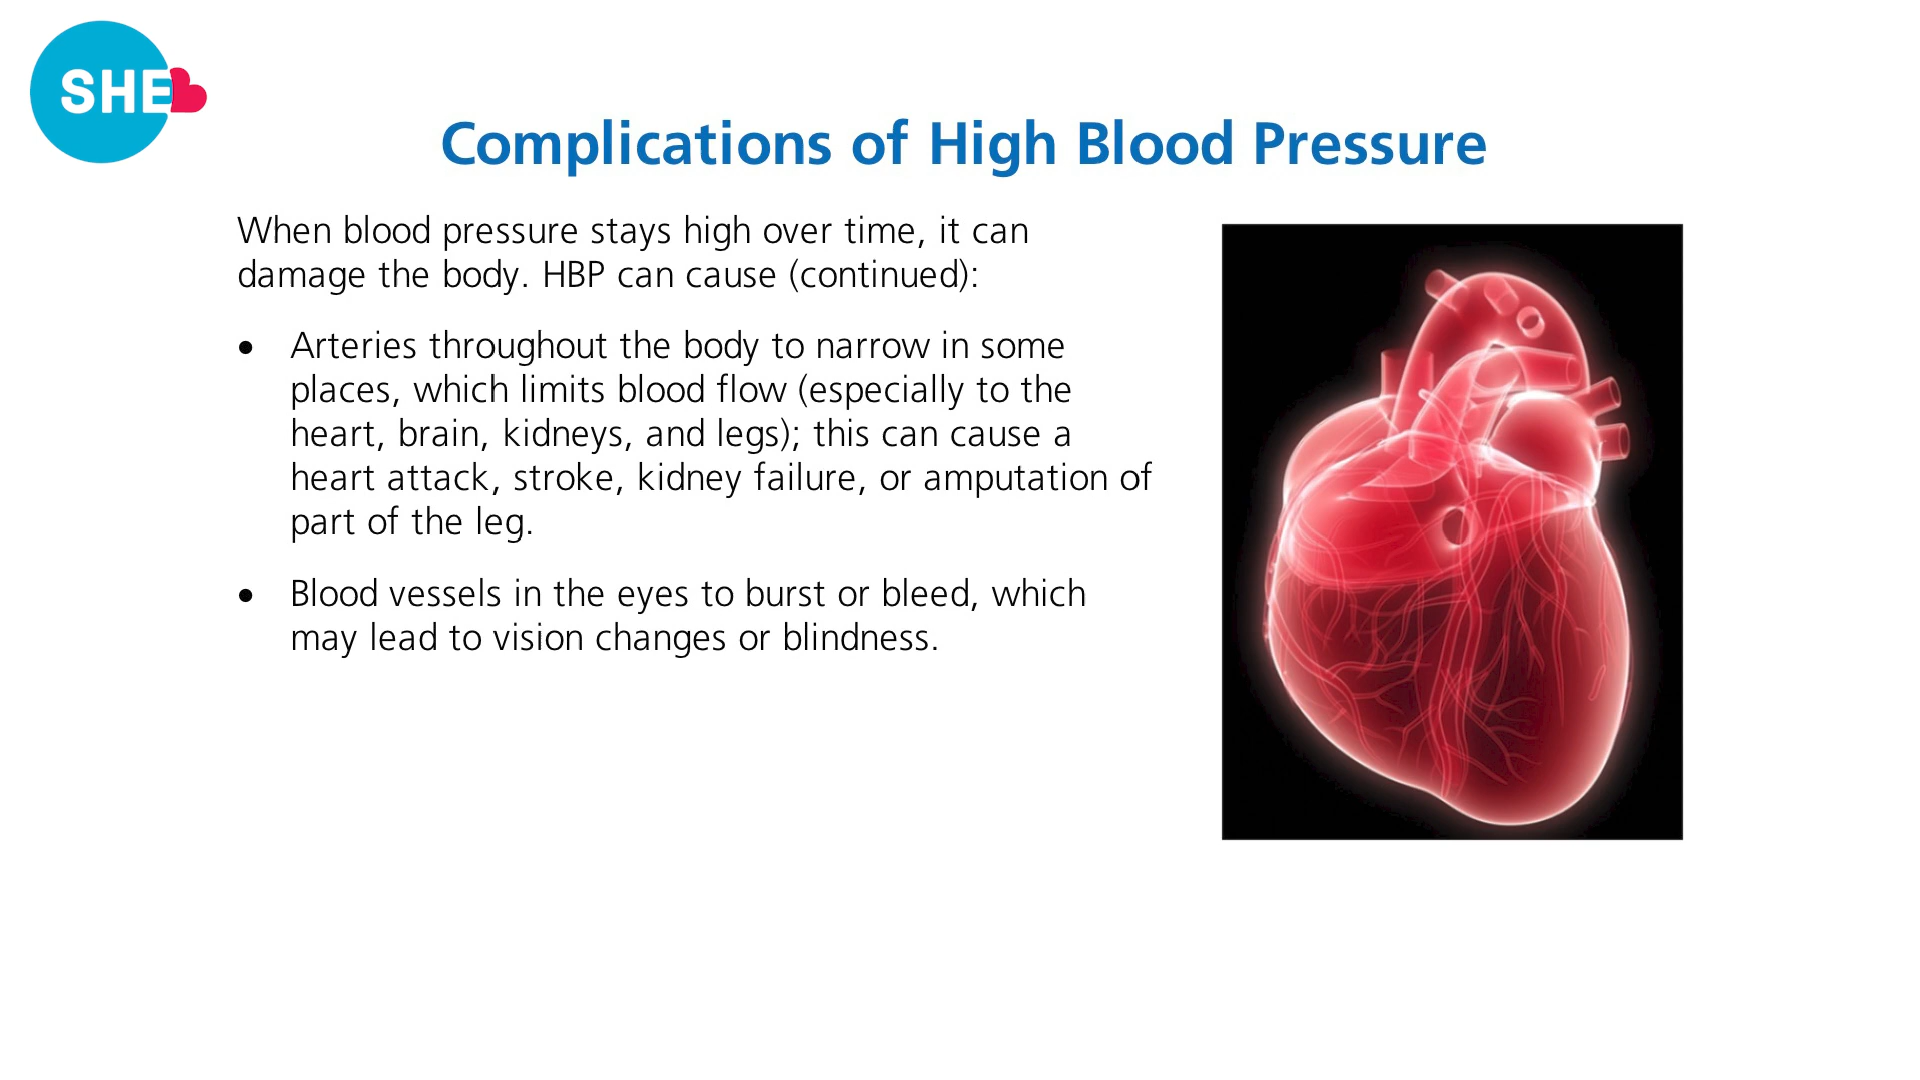 SHE
Complications of High Blood Pressure
When blood pressure stays high over time, it can
damage the body. HBP can cause (continued):
• Arteries throughout the body to narrow in some
places, which limits blood flow (especially to the
heart, brain, kidneys, and legs); this can cause a
heart attack, stroke, kidney failure, or amputation of
part of the leg.
• Blood vessels in the eyes to burst or bleed, which
may lead to vision changes or blindness.